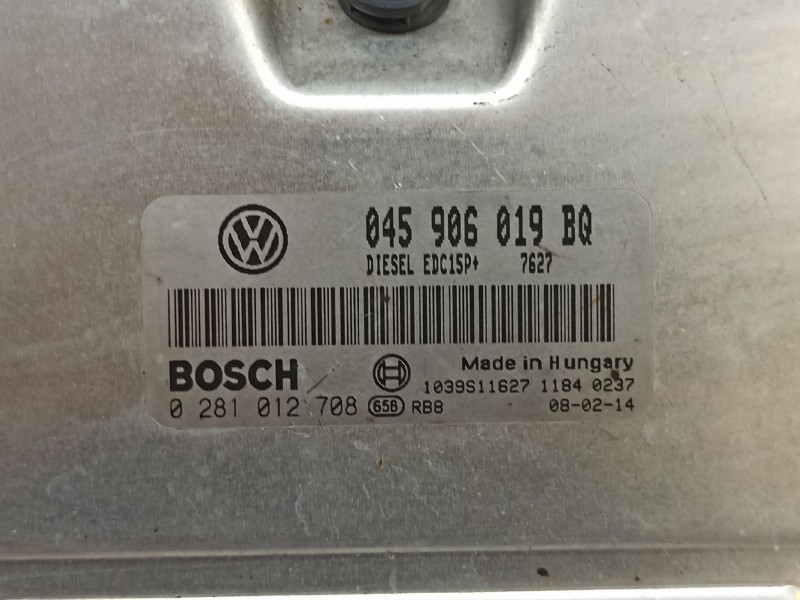 045 906 019 BQ
DIESEL EDC15P+ 7627
BOSCH
Made in Hungary
1039S11627 1184 0237
0 281 012 708 658 RB8 08-02-14